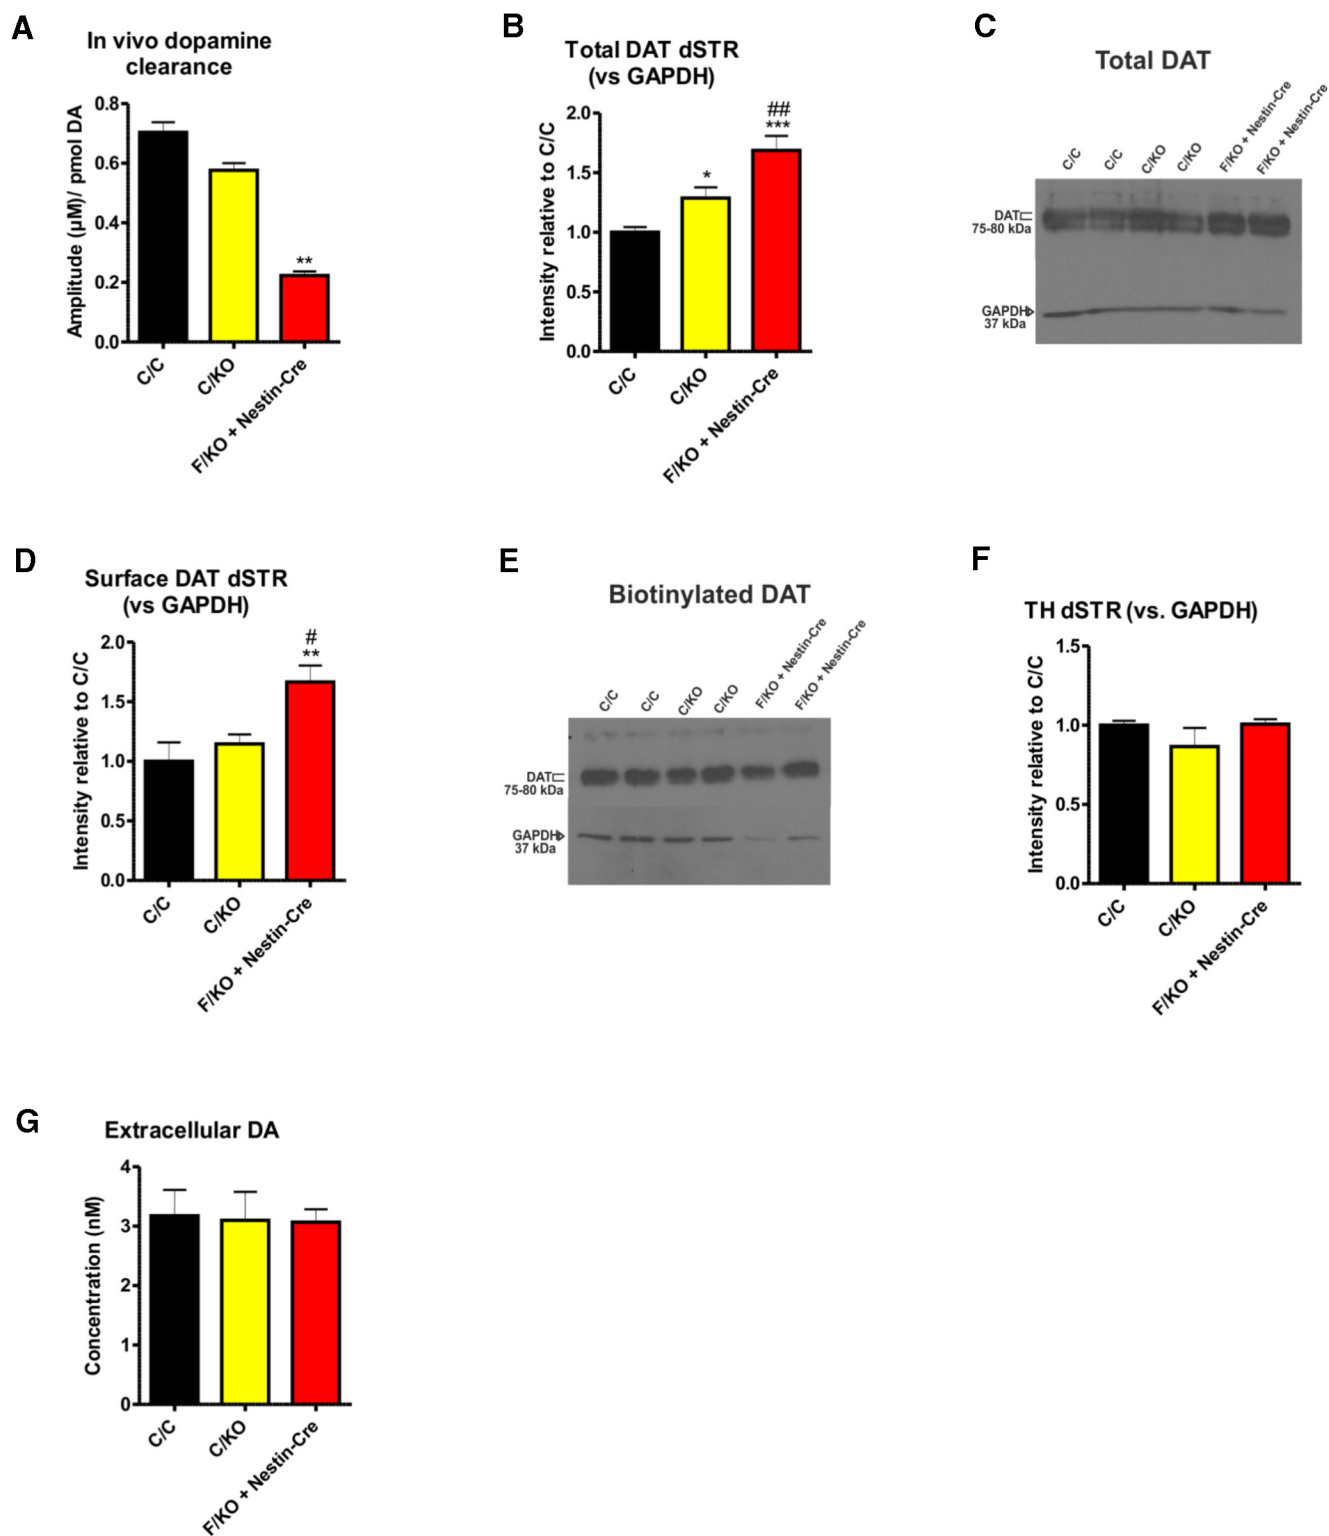 A
In vivo dopamine
clearance
Amplitude (µM)/ pmol DA
0.8
0.6
0.4
0.2
0.0
**
C/C
C/KO
F/KO + Nestin-Cre
B
Total DAT dSTR
(vs GAPDH)
Intensity relative to C/C
2.0
1.5
1.0
0.5
0.0
*
##
***
C/C
C/KO
F/KO + Nestin-Cre
C
Total DAT
C/C
C/C
C/KO
C/KO
F/KO + Nestin-Cre
F/KO + Nestin-Cre
DAT
75-80 kDa
GAPDH
37 kDa
D
Surface DAT dSTR
(vs GAPDH)
Intensity relative to C/C
2.0
1.5
1.0
0.5
0.0
#
**
C/C
C/KO
F/KO + Nestin-Cre
E
Biotinylated DAT
C/C
C/C
C/KO
C/KO
F/KO + Nestin-Cre
F/KO + Nestin-Cre
DAT
75-80 kDa
GAPDH
37 kDa
F
TH dSTR (vs. GAPDH)
Intensity relative to C/C
1.5
1.0
0.5
0.0
C/C
C/KO
F/KO + Nestin-Cre
G
Extracellular DA
Concentration (nM)
4
3
2
1
0
C/C
C/KO
F/KO + Nestin-Cre